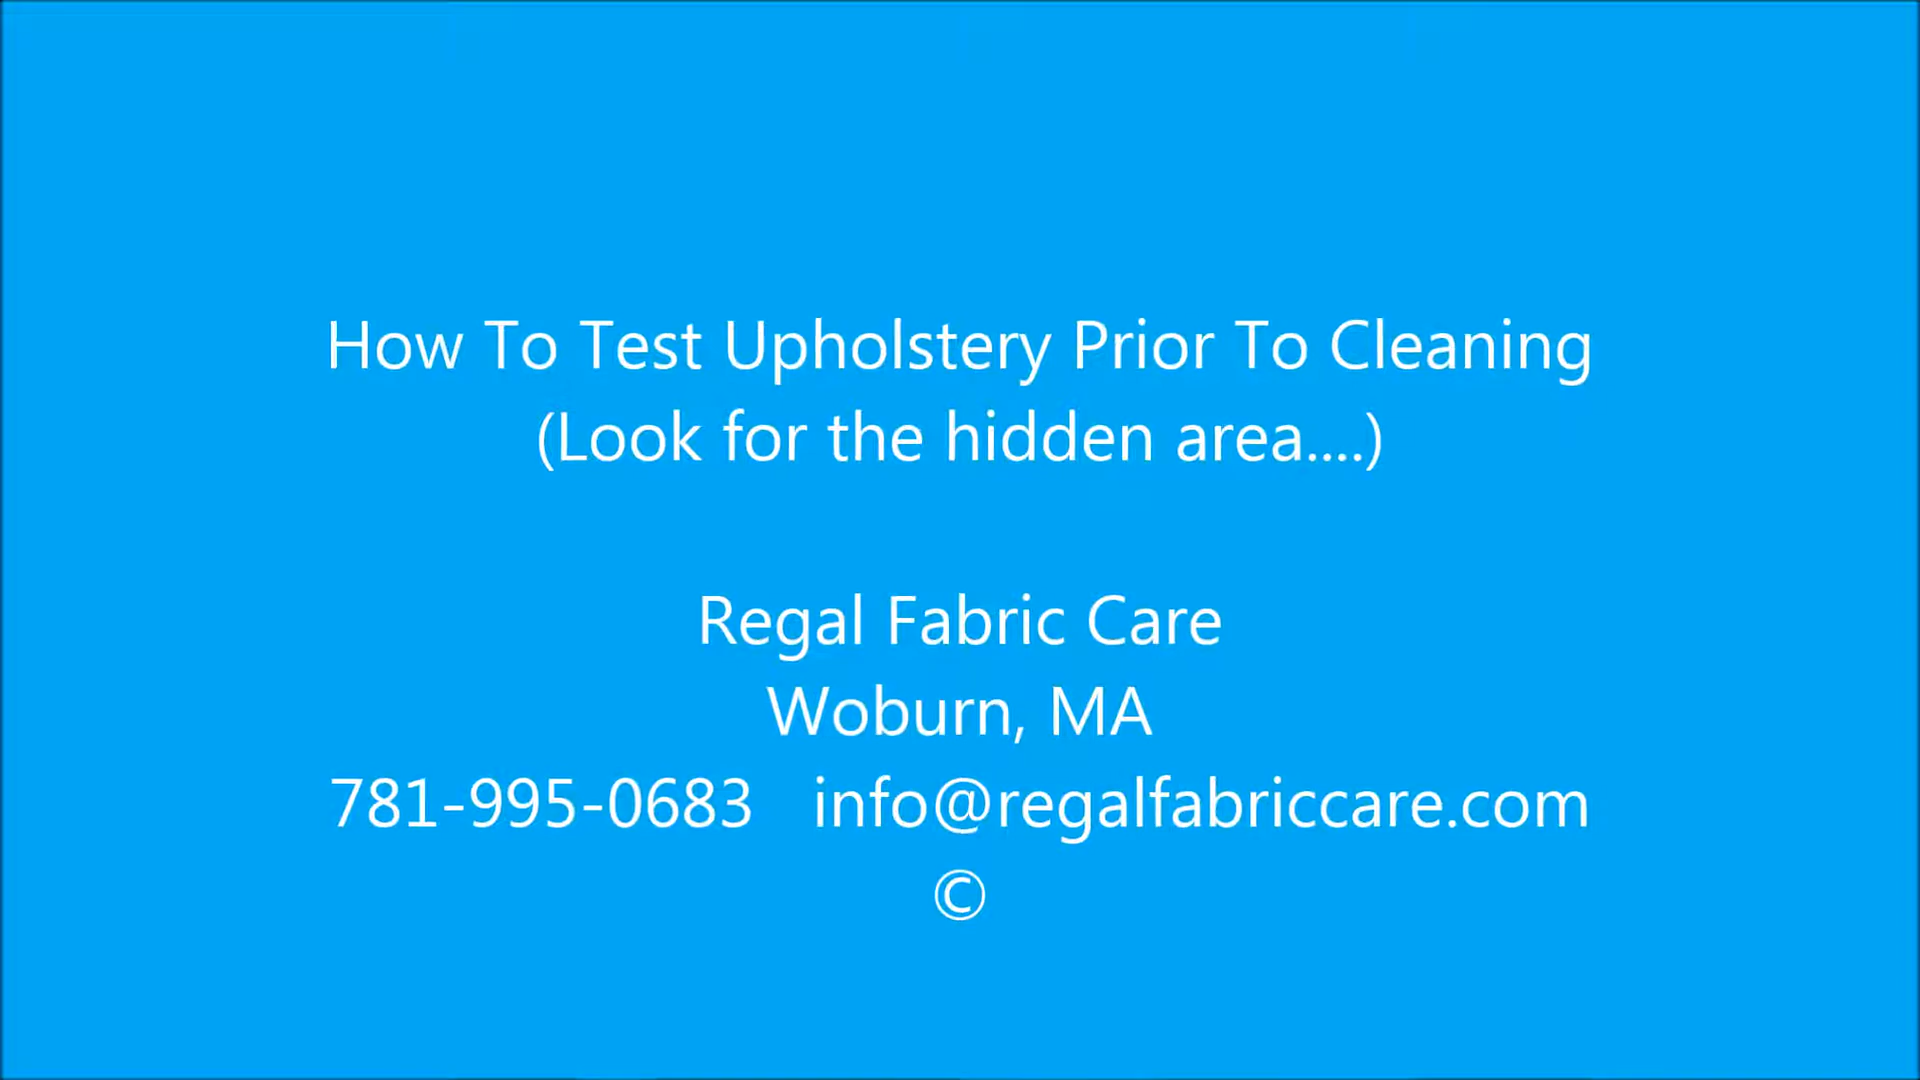 How To Test Upholstery Prior To Cleaning
(Look for the hidden area....)
Regal Fabric Care
Woburn, MA
781-995-0683 info@regalfabriccare.com
©